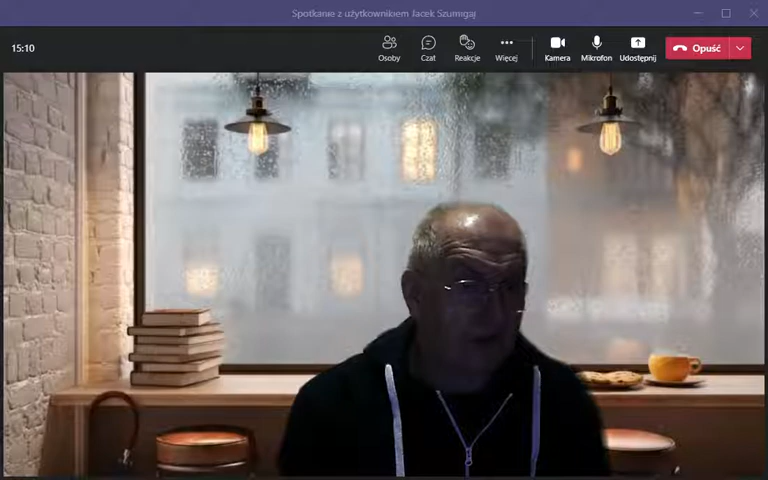 Spotkanie z użytkownikiem Jacek Szumigaj
15:10
Osoby
Czat
Reakcje
Więcej
Kamera
Mikrofon
Udostępnij
Opuść